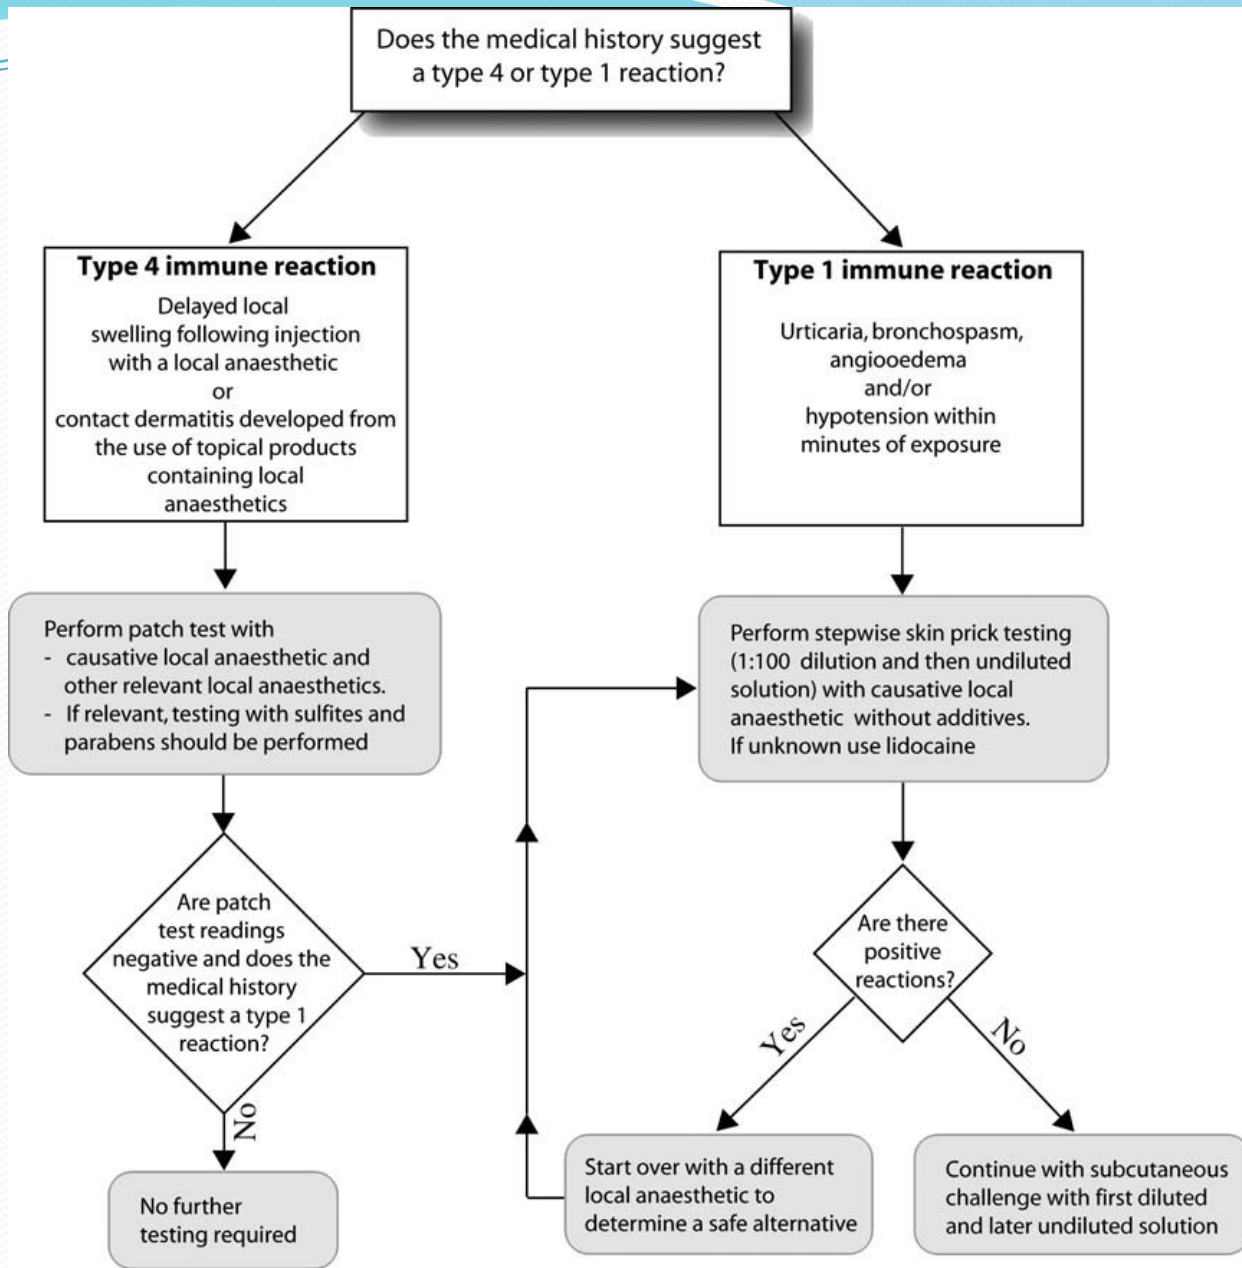 Does the medical history suggest
a type 4 or type 1 reaction?
Type 4 immune reaction
Delayed local
swelling following injection
with a local anaesthetic
or
contact dermatitis developed from
the use of topical products
containing local
anaesthetics
Type 1 immune reaction
Urticaria, bronchospasm,
angiooedema
and/or
hypotension within
minutes of exposure
Perform patch test with
- causative local anaesthetic and
other relevant local anaesthetics.
- If relevant, testing with sulfites and
parabens should be performed
Perform stepwise skin prick testing
(1:100 dilution and then undiluted
solution) with causative local
anaesthetic without additives.
If unknown use lidocaine
Are patch
test readings
negative and does the
medical history
suggest a type 1
reaction?
Yes
No
Are there
positive
reactions?
Yes
No
No further
testing required
Start over with a different
local anaesthetic to
determine a safe alternative
Continue with subcutaneous
challenge with first diluted
and later undiluted solution